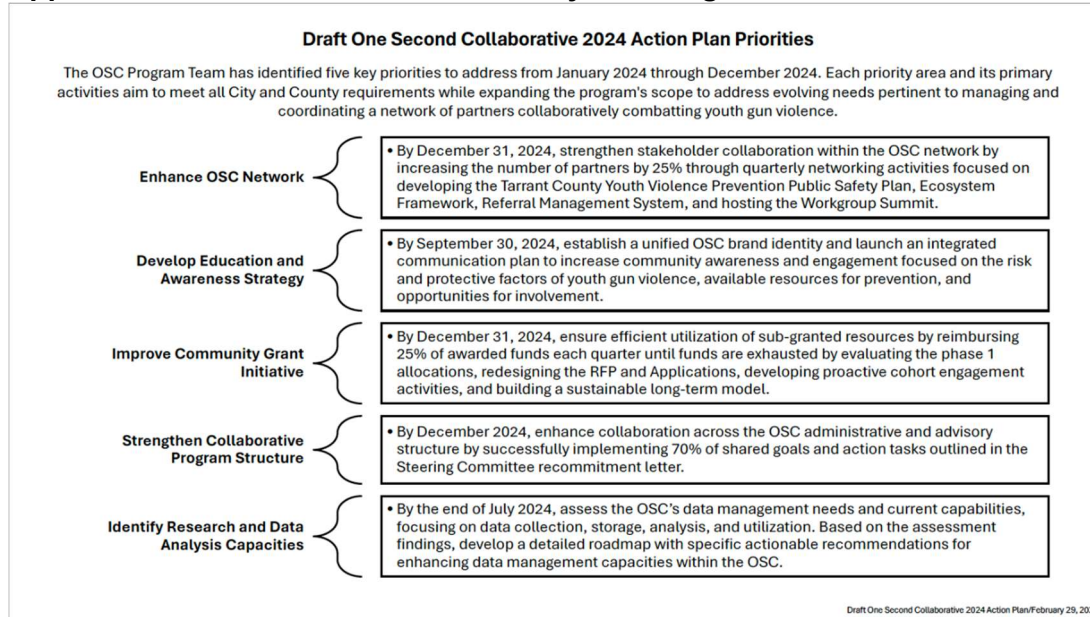 Draft One Second Collaborative 2024 Action Plan Priorities
The OSC Program Team has identified five key priorities to address from January 2024 through December 2024. Each priority area and its primary
activities aim to meet all City and County requirements while expanding the program's scope to address evolving needs pertinent to managing and
coordinating a network of partners collaboratively combatting youth gun violence.
Enhance OSC Network
• By December 31, 2024, strengthen stakeholder collaboration within the OSC network by
increasing the number of partners by 25% through quarterly networking activities focused on
developing the Tarrant County Youth Violence Prevention Public Safety Plan, Ecosystem
Framework, Referral Management System, and hosting the Workgroup Summit.
Develop Education and
Awareness Strategy
• By September 30, 2024, establish a unified OSC brand identity and launch an integrated
communication plan to increase community awareness and engagement focused on the risk
and protective factors of youth gun violence, available resources for prevention, and
opportunities for involvement.
Improve Community Grant
Initiative
• By December 31, 2024, ensure efficient utilization of sub-granted resources by reimbursing
25% of awarded funds each quarter until funds are exhausted by evaluating the phase 1
allocations, redesigning the RFP and Applications, developing proactive cohort engagement
activities, and building a sustainable long-term model.
Strengthen Collaborative
Program Structure
• By December 2024, enhance collaboration across the OSC administrative and advisory
structure by successfully implementing 70% of shared goals and action tasks outlined in the
Steering Committee recommitment letter.
Identify Research and Data
Analysis Capacities
• By the end of July 2024, assess the OSC's data management needs and current capabilities,
focusing on data collection, storage, analysis, and utilization. Based on the assessment
findings, develop a detailed roadmap with specific actionable recommendations for
enhancing data management capacities within the OSC.
Draft One Second Collaborative 2024 Action Plan/February 29,